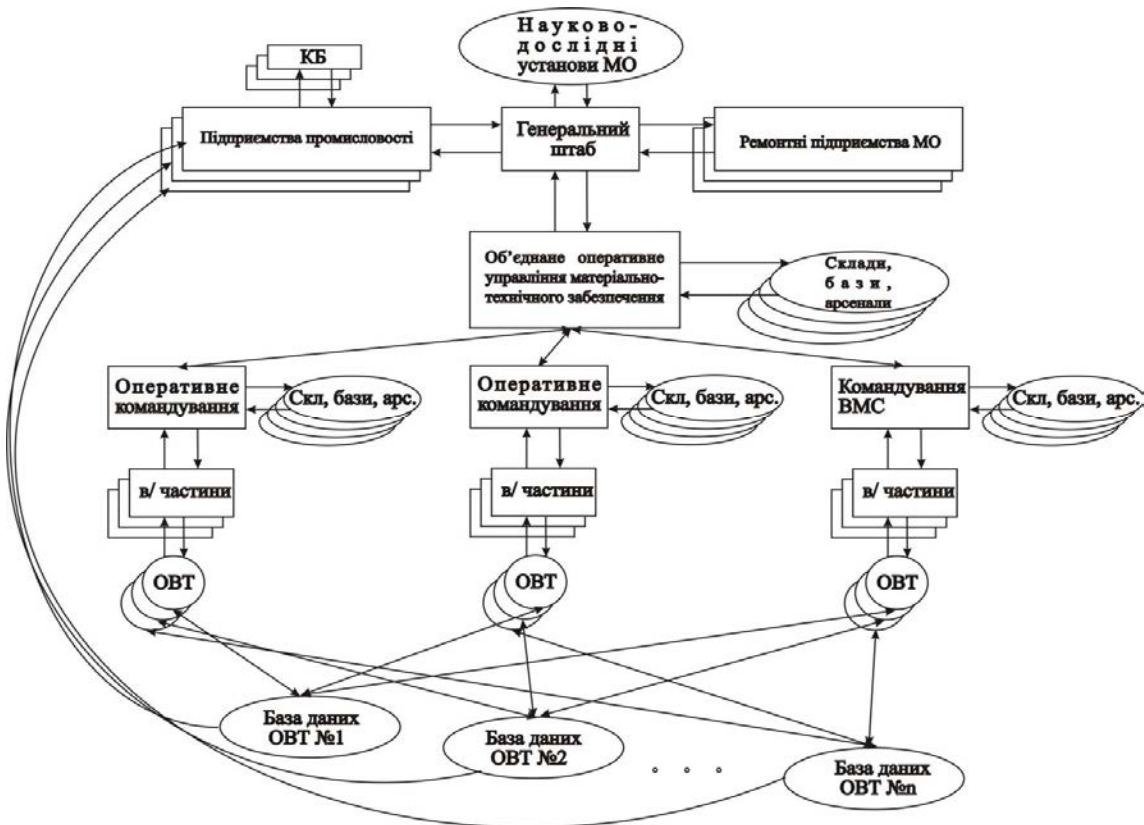 Науково-
дослідні
установи МО
КБ
Підприємства промисловості
Генеральний
штаб
Ремонтні підприємства МО
Об’єднане оперативне
управління матеріально-
технічного забезпечення
Склади,
бази,
арсенали
Оперативне
командування
Скл, бази, арс.
Оперативне
командування
Скл, бази, арс.
Командування
ВМС
Скл, бази, арс.
в/ частини
в/ частини
в/ частини
ОВТ
ОВТ
ОВТ
База даних
ОВТ №1
База даних
ОВТ №2
. . .
База даних
ОВТ №n